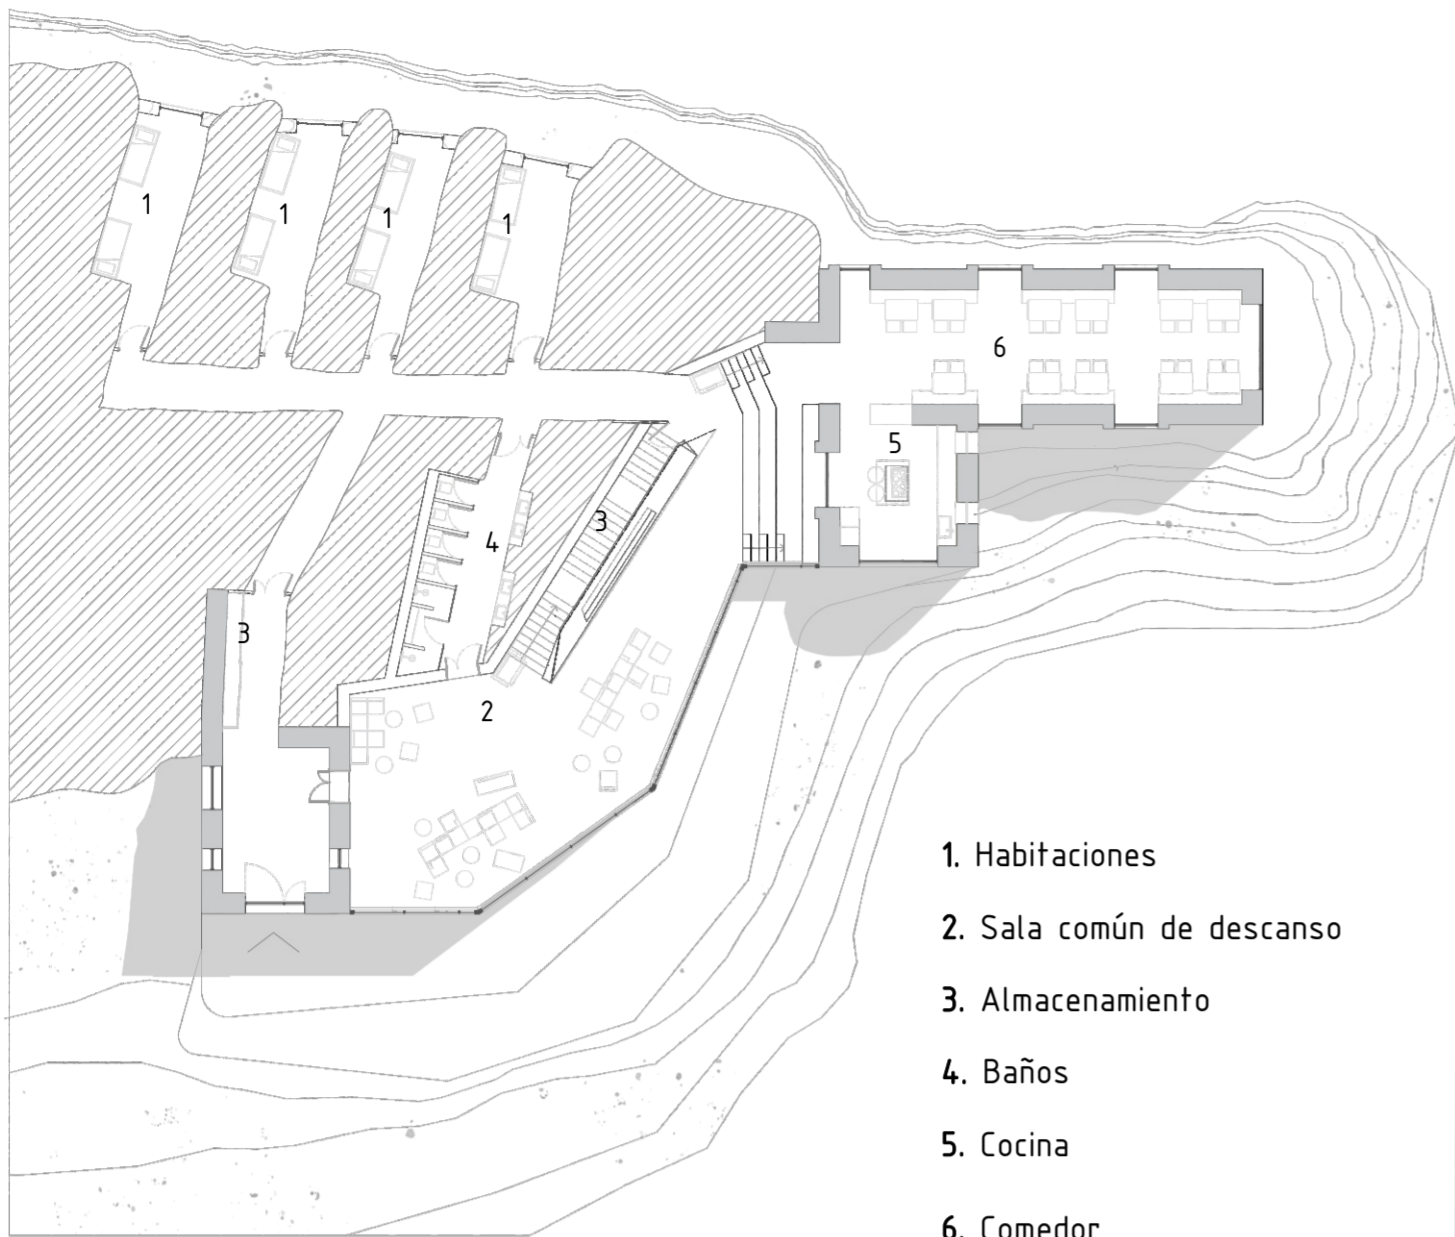 1
1
1
1
6
5
3
4
3
2
1. Habitaciones
2. Sala común de descanso
3. Almacenamiento
4. Baños
5. Cocina
6. Comedor